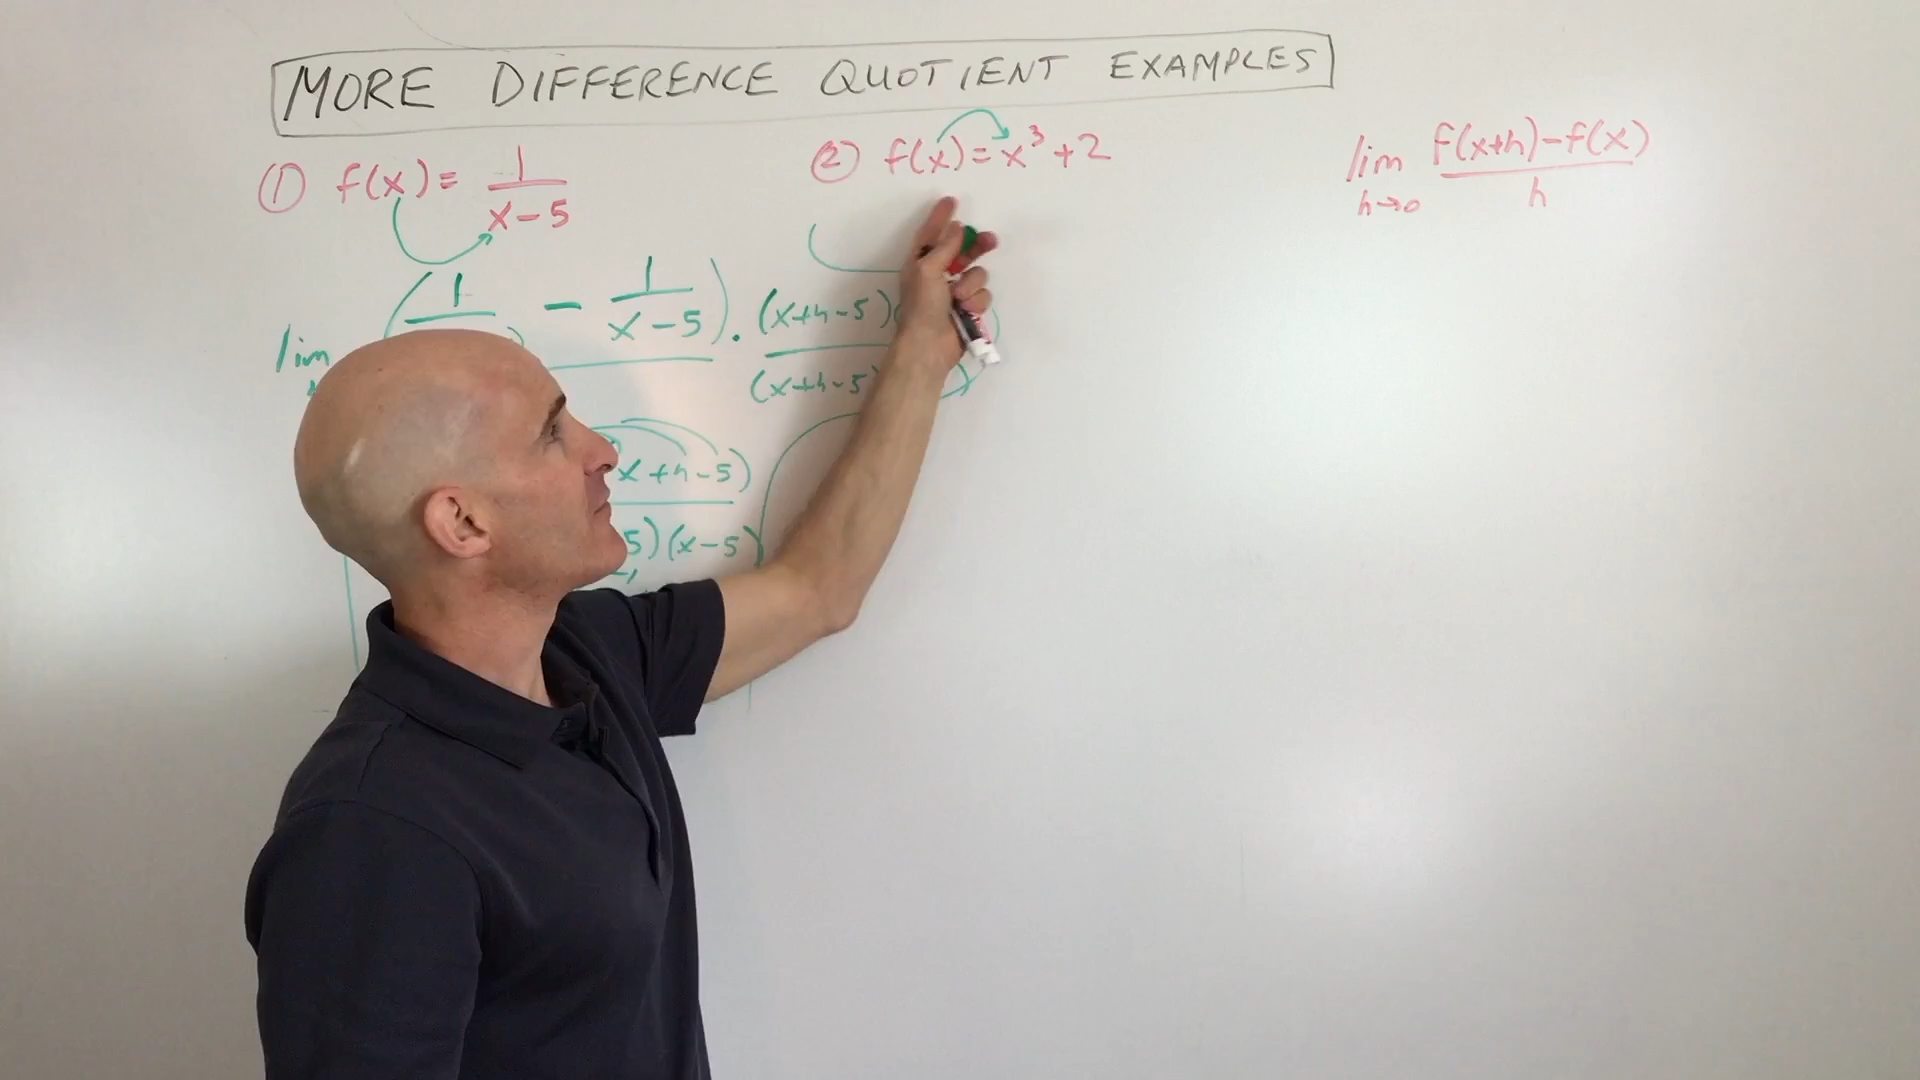 MORE DIFFERENCE QUOTIENT EXAMPLES
① f(x) = 1/(x-5)
② f(x) = x³ + 2
lim h→0 (f(x+h) - f(x))/h
lim ( 1 - 1/(x-5) ) · (x+h-5)
(x+h-5)
x+h-5)
5)(x-5)